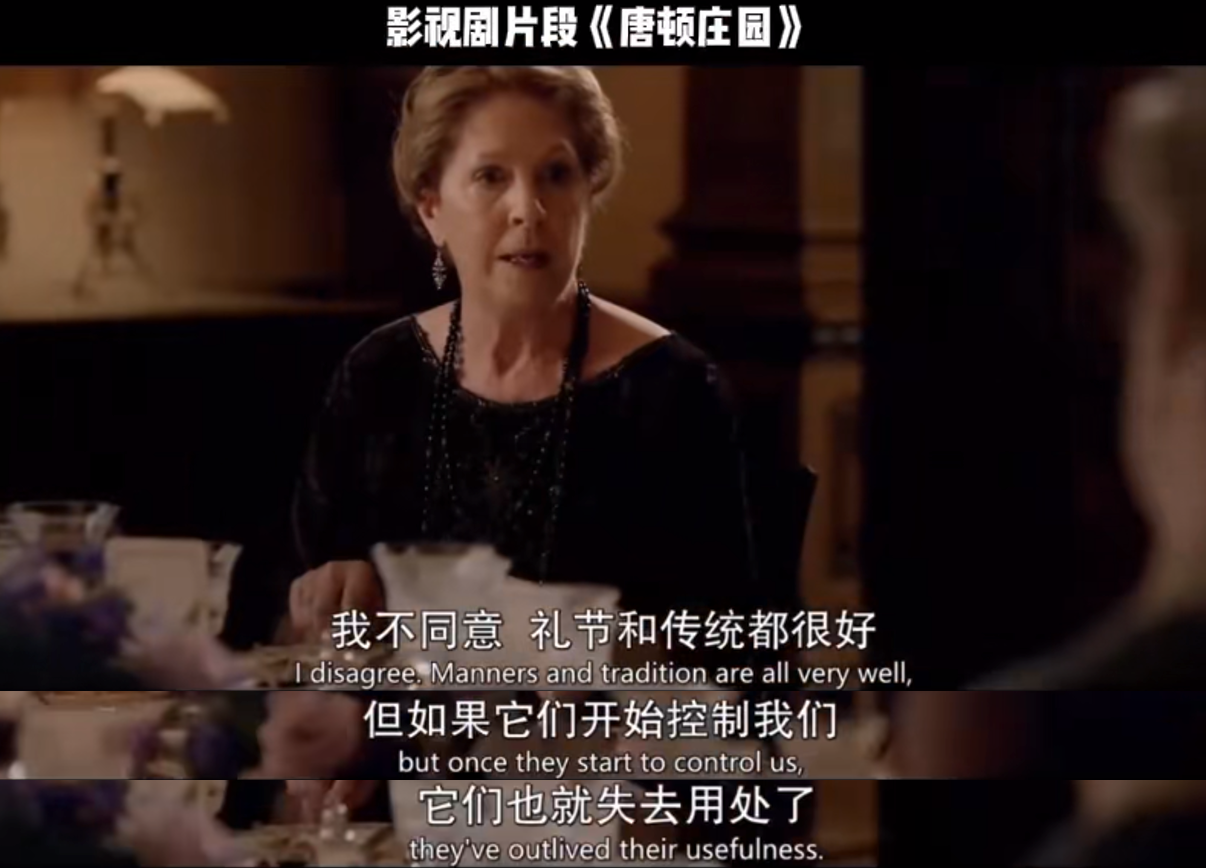 影视剧片段《唐顿庄园》
我不同意 礼节和传统都很好
I disagree. Manners and tradition are all very well,
但如果它们开始控制我们
but once they start to control us,
它们也就失去用处了
they've outlived their usefulness.